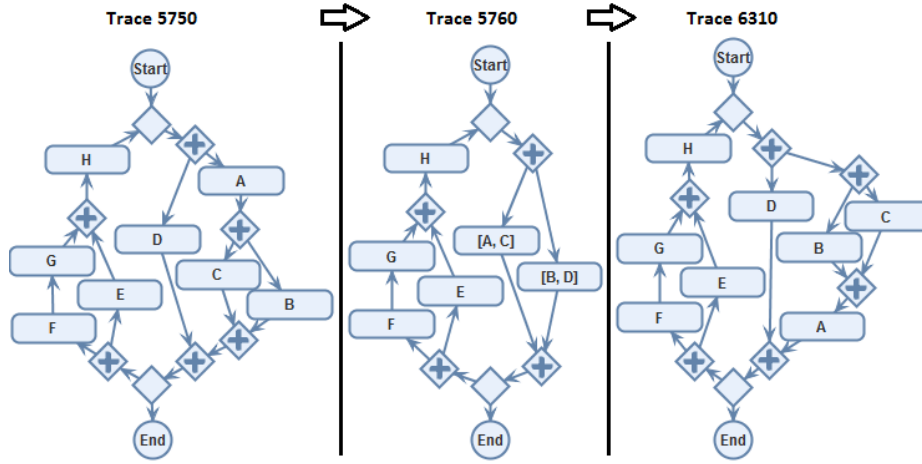 Trace 5750
Trace 5760
Trace 6310
Start
H
A
D
G
C
E
B
F
End
Start
H
[A, C]
G
[B, D]
E
F
End
Start
H
C
D
B
G
E
F
A
End